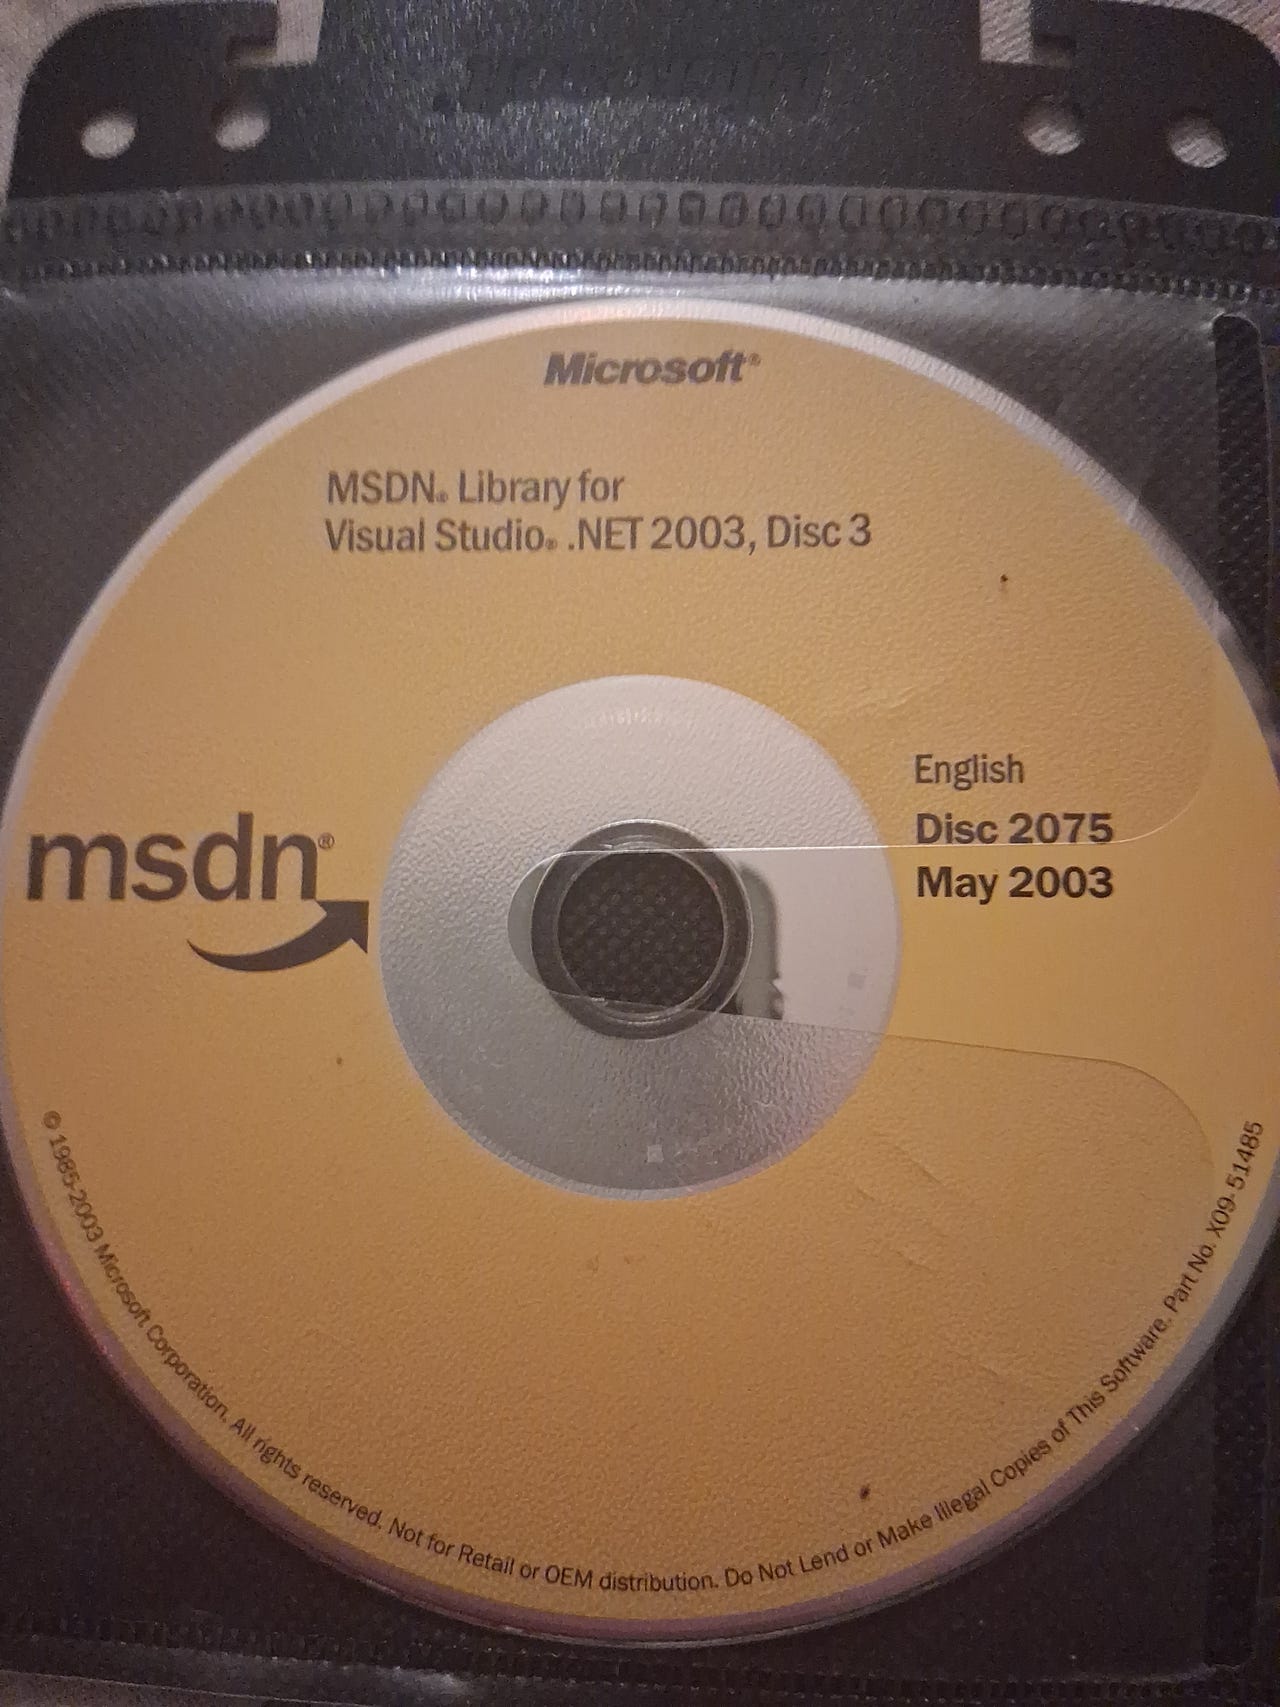 Microsoft®
MSDN® Library for
Visual Studio® .NET 2003, Disc 3
English
Disc 2075
May 2003
msdn®
© 1985-2003 Microsoft Corporation. All rights reserved. Not for Retail or OEM distribution. Do Not Lend or Make Illegal Copies of This Software. Part No. X09-51485